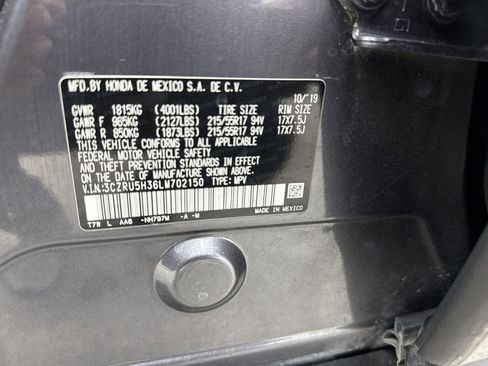 MFD.BY HONDA DE MEXICO S.A. DE C.V.
10/'19
GVWR 1815KG (4001LBS) TIRE SIZE RIM SIZE
GAWR F 965KG (2127LBS) 215/55R17 94V 17X7.5J
GAWR R 850KG (1873LBS) 215/55R17 94V 17X7.5J
THIS VEHICLE CONFORMS TO ALL APPLICABLE
FEDERAL MOTOR VEHICLE SAFETY AND
THEFT PREVENTION STANDARDS IN EFFECT
ON THE DATE OF MANUFACTURE SHOWN ABOVE.
V.I.N:3CZRU5H36LM702150 TYPE: MPV
T7W L AA6 -NH797M -A -M
MADE IN MEXICO